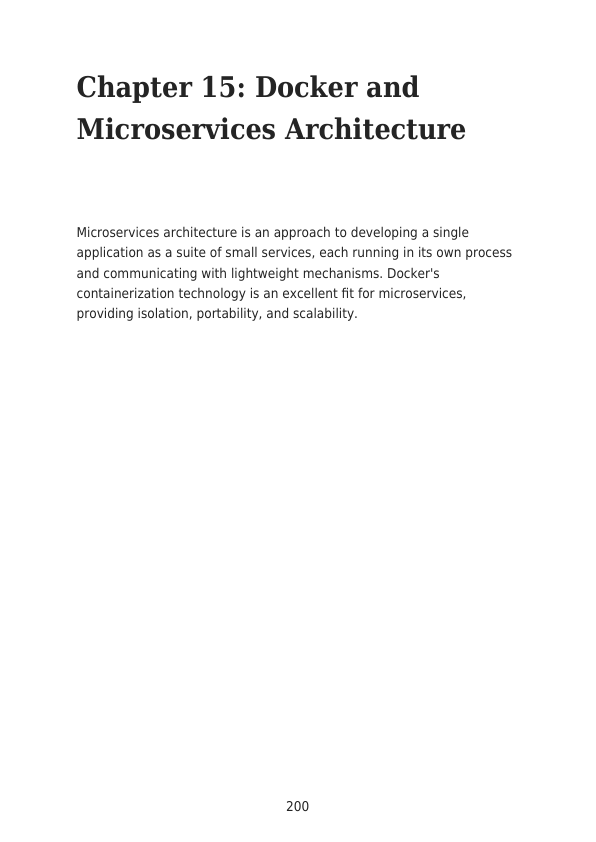 Chapter 15: Docker and
Microservices Architecture
Microservices architecture is an approach to developing a single
application as a suite of small services, each running in its own process
and communicating with lightweight mechanisms. Docker's
containerization technology is an excellent fit for microservices,
providing isolation, portability, and scalability.
200